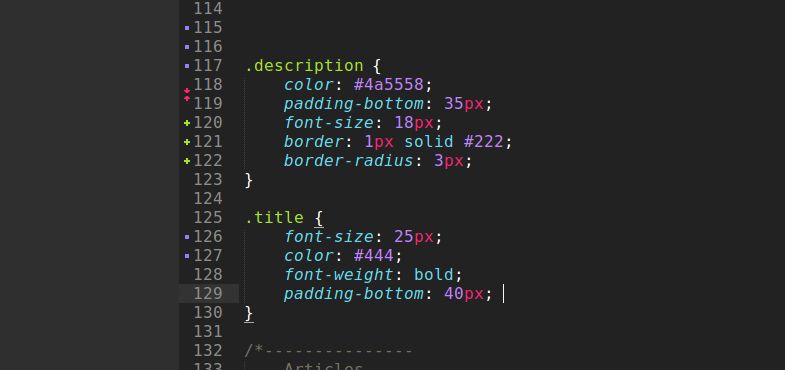 114
115
116
117 .description {
118 color: #4a5558;
119 padding-bottom: 35px;
120 font-size: 18px;
121 border: 1px solid #222;
122 border-radius: 3px;
123 }
124
125 .title {
126 font-size: 25px;
127 color: #444;
128 font-weight: bold;
129 padding-bottom: 40px;
130 }
131
132 /*---------------
133 Articles